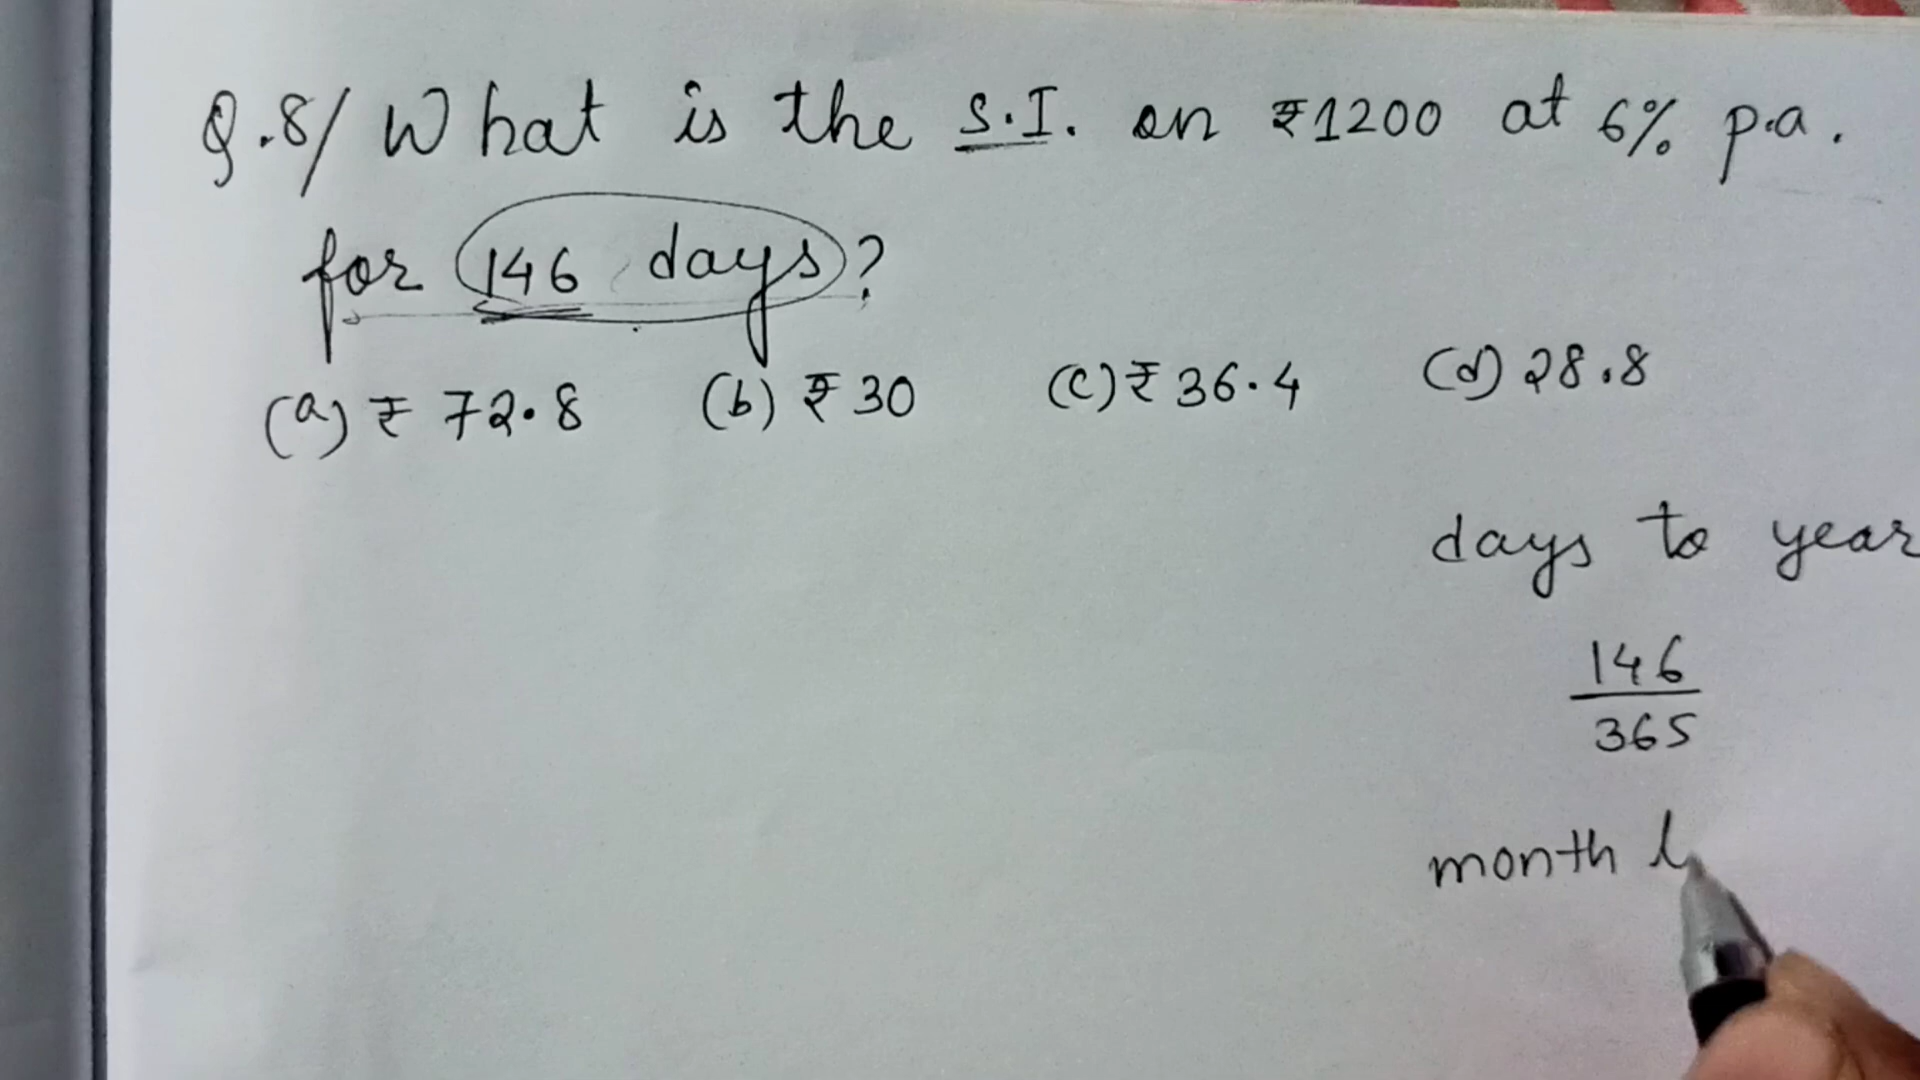 Q.8/ What is the S.I. on ₹1200 at 6% p.a.
for 146 days?
(a) ₹ 72.8 (b) ₹ 30 (c) ₹ 36.4 (d) 28.8
days to year
146
365
month